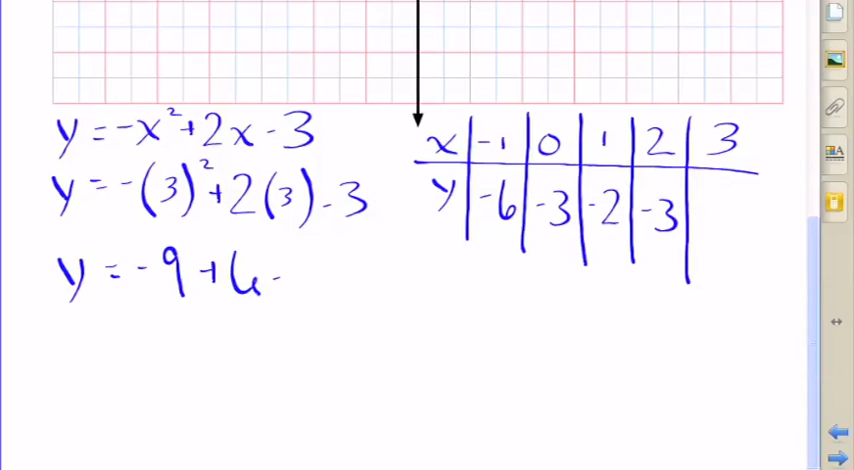 y = -x² + 2x - 3
y = -(3)² + 2(3) - 3
y = -9 + 6 -
x | -1 | 0 | 1 | 2 | 3
y | -6 | -3 | -2 | -3 |